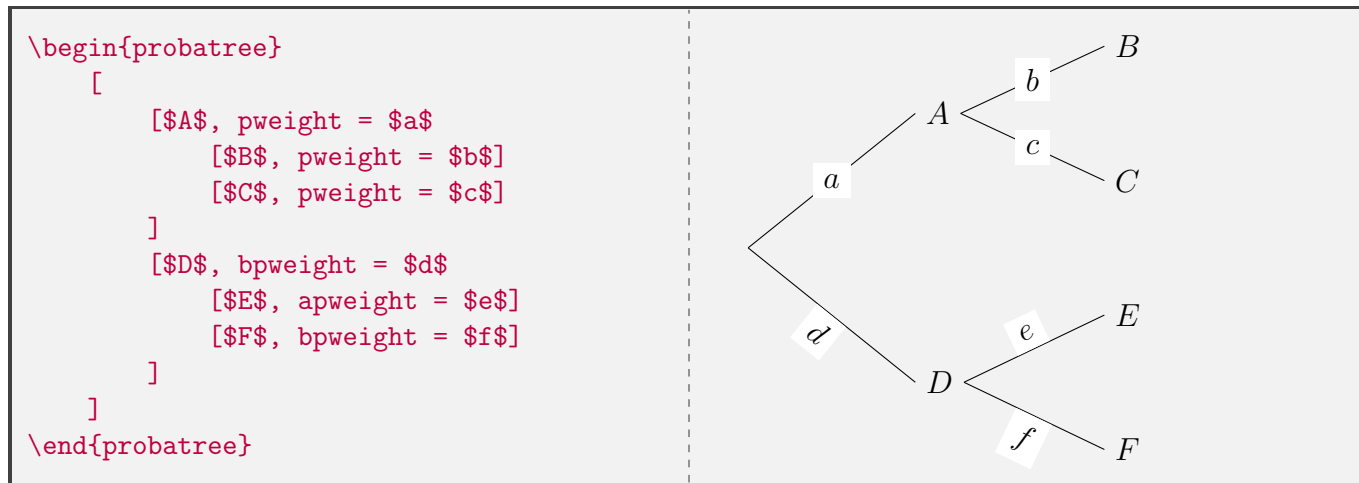 \begin{probatree}
[
[$A$, pweight = $a$
[$B$, pweight = $b$]
[$C$, pweight = $c$]
]
[$D$, bpweight = $d$
[$E$, apweight = $e$]
[$F$, bpweight = $f$]
]
]
\end{probatree}
B
b
A
c
a
C
d
E
e
D
f
F